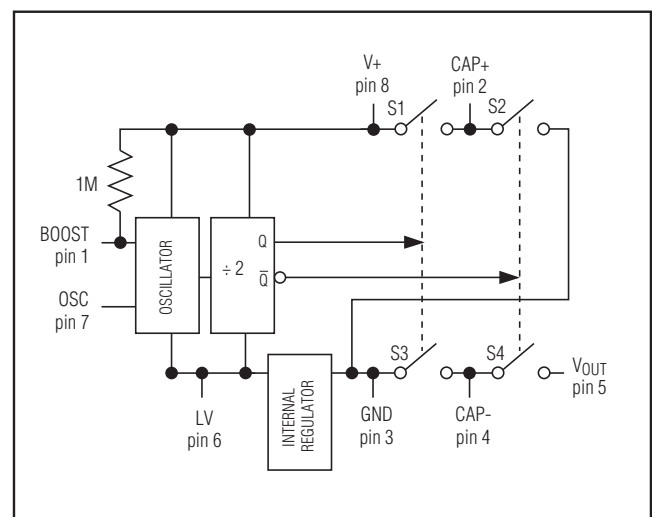 V+
pin 8
CAP+
pin 2
S1
S2
1M
BOOST
pin 1
OSCILLATOR
Q
÷ 2
Q̅
OSC
pin 7
S3
S4
VOUT
pin 5
INTERNAL
REGULATOR
LV
pin 6
GND
pin 3
CAP-
pin 4